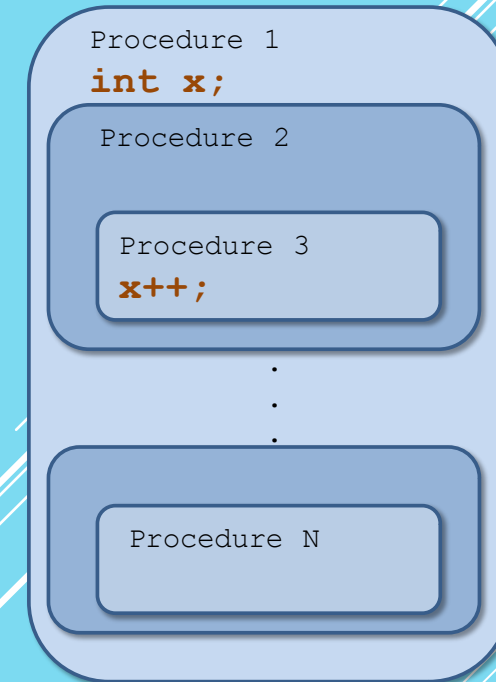 Procedure 1
int x;
Procedure 2
Procedure 3
x++;
.
.
.
Procedure N